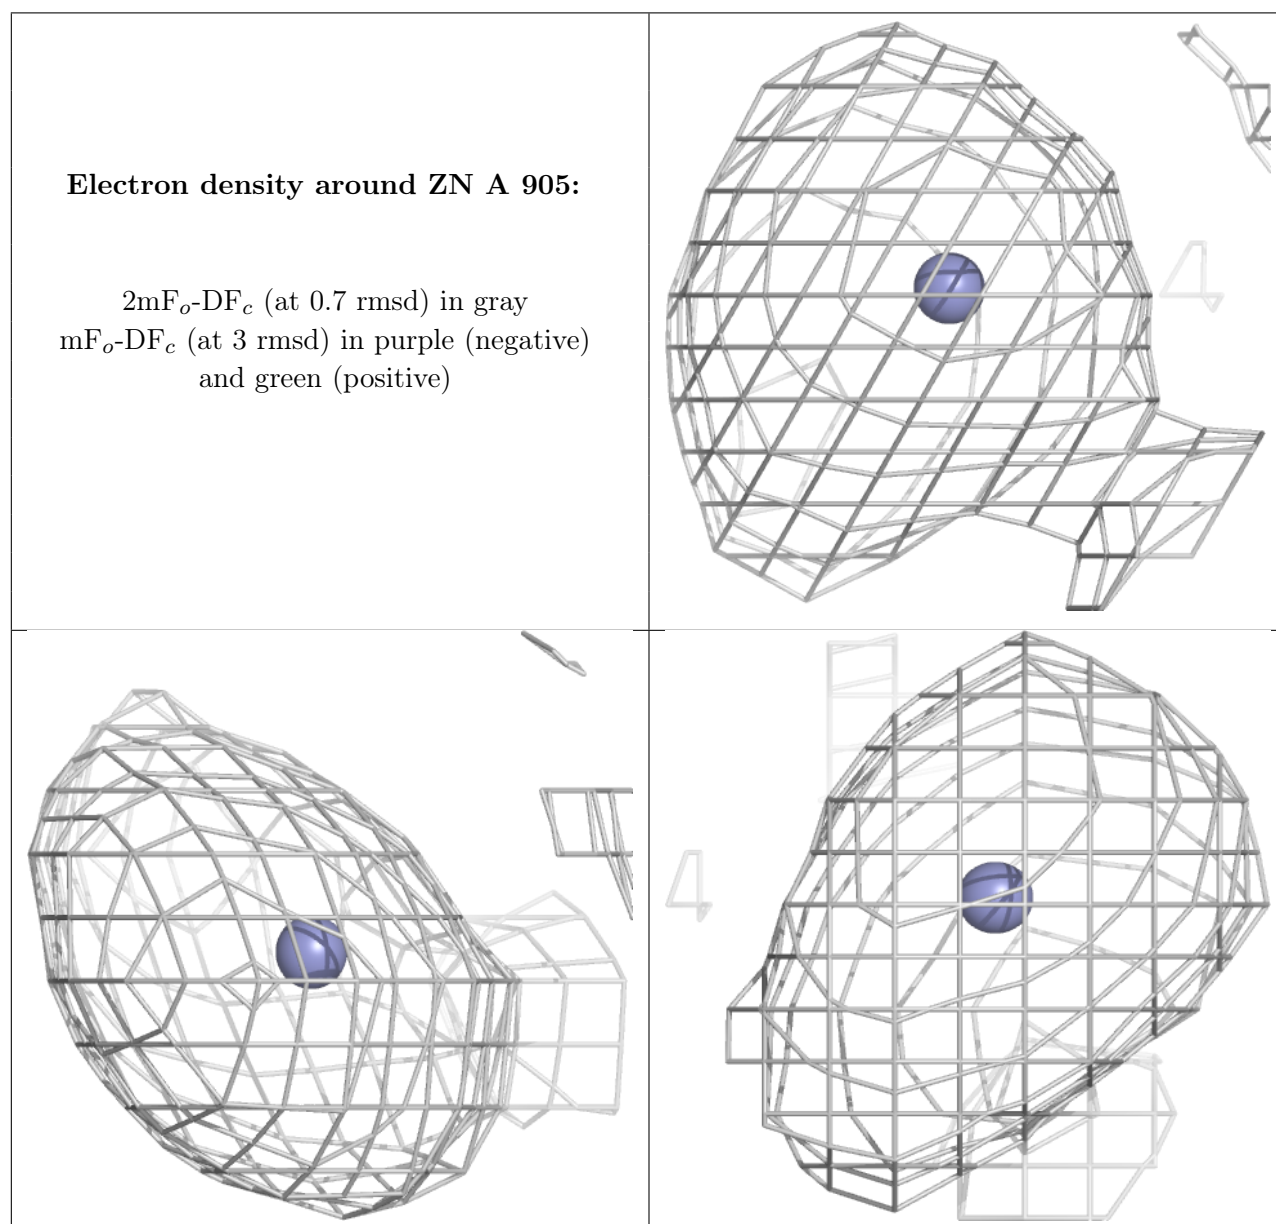 Electron density around ZN A 905:
2mFo-DFc (at 0.7 rmsd) in gray
mFo-DFc (at 3 rmsd) in purple (negative)
and green (positive)